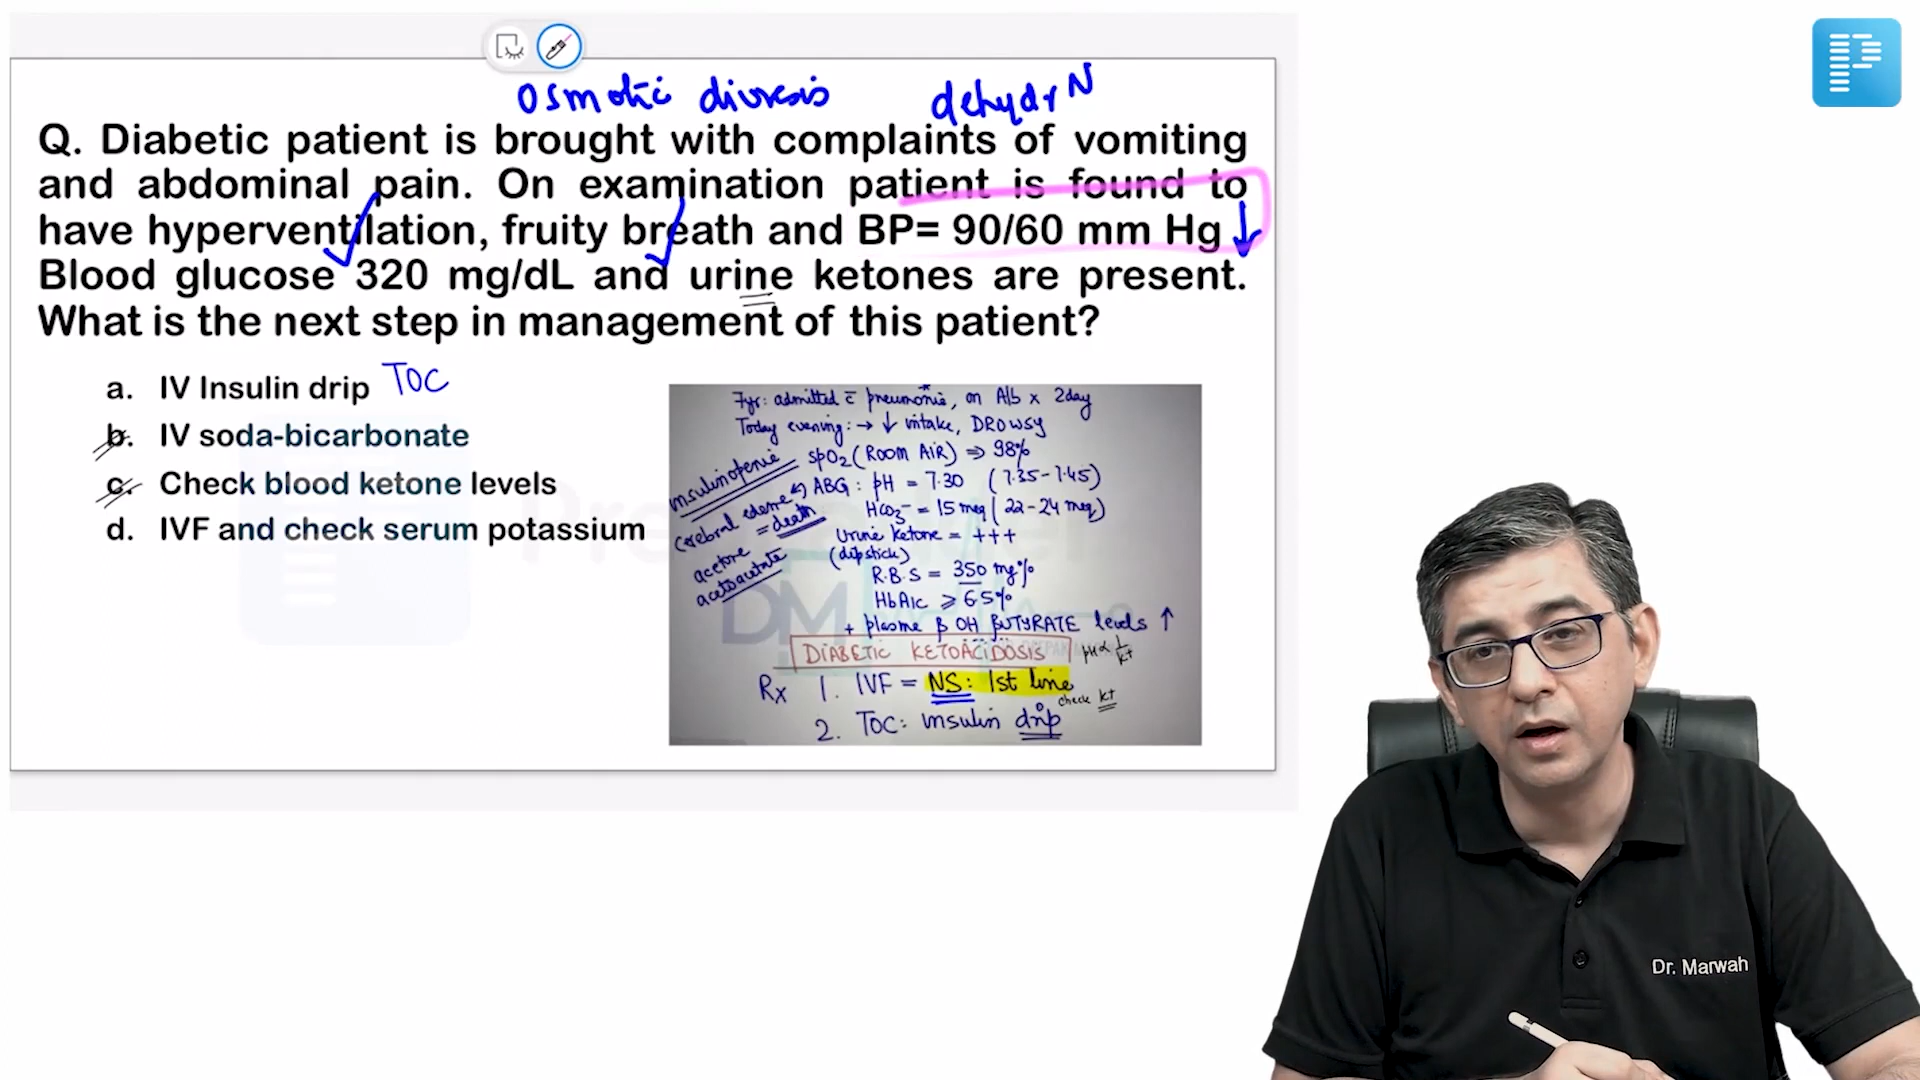 osmotic diuresis dehydrN
Q. Diabetic patient is brought with complaints of vomiting
and abdominal pain. On examination patient is found to
have hyperventilation, fruity breath and BP= 90/60 mm Hg
Blood glucose 320 mg/dL and urine ketones are present.
What is the next step in management of this patient?
a. IV Insulin drip TOC
b. IV soda-bicarbonate
c. Check blood ketone levels
d. IVF and check serum potassium
7yr: admitted c̄ pneumonia, on A/b x 2day
Today evening: → ↓ intake, DROWSY
SpO2 (ROOM AIR) ⇒ 98%
insulinopenia
ABG: pH = 7.30 (7.35-7.45)
HCO3⁻ = 15 meq (22-24 meq)
cerebral edema
= death
Urine ketone = +++
(dipstick)
acetone
acetoacetate
R.B.S = 350 mg%
HbA1c ⩾ 6.5%
+ plasma β OH BUTYRATE levels ↑
DIABETIC KETOACIDOSIS pH ∝ 1/K+
Rx 1. IVF = NS: 1st line
check K+
2. TOC: insulin drip
DM
Dr. Marwah